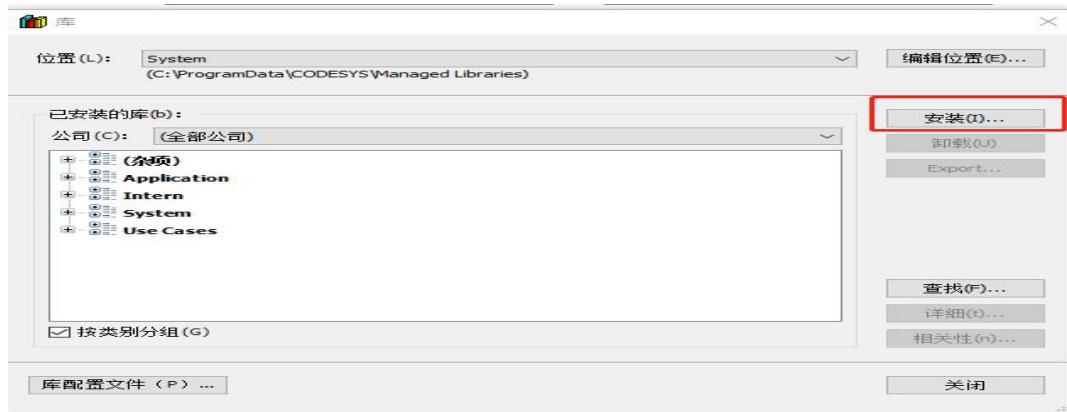 库
位置(L):
System
编辑位置(E)...
(C:\ProgramData\CODESYS\Managed Libraries)
已安装的库(b):
安装(I)...
公司(C):
(全部公司)
卸载(U)
(杂项)
Export...
Application
Intern
System
Use Cases
查找(F)...
详细(t)...
按类别分组(G)
相关性(n)...
库配置文件 (P) ...
关闭